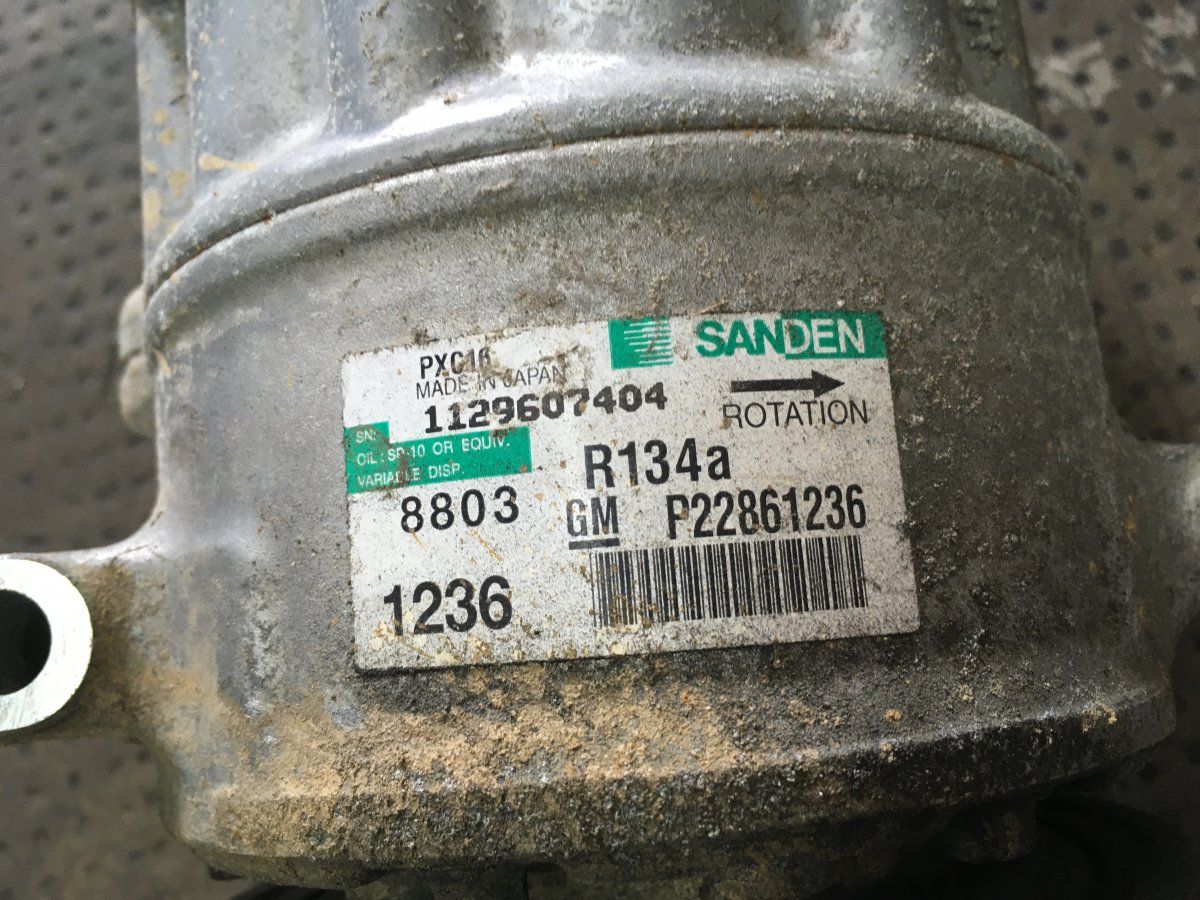 SANDEN
PXC16
MADE IN JAPAN
1129607404
ROTATION
SN:
OIL : SP-10 OR EQUIV.
VARIABLE DISP.
R134a
8803
GM P22861236
1236